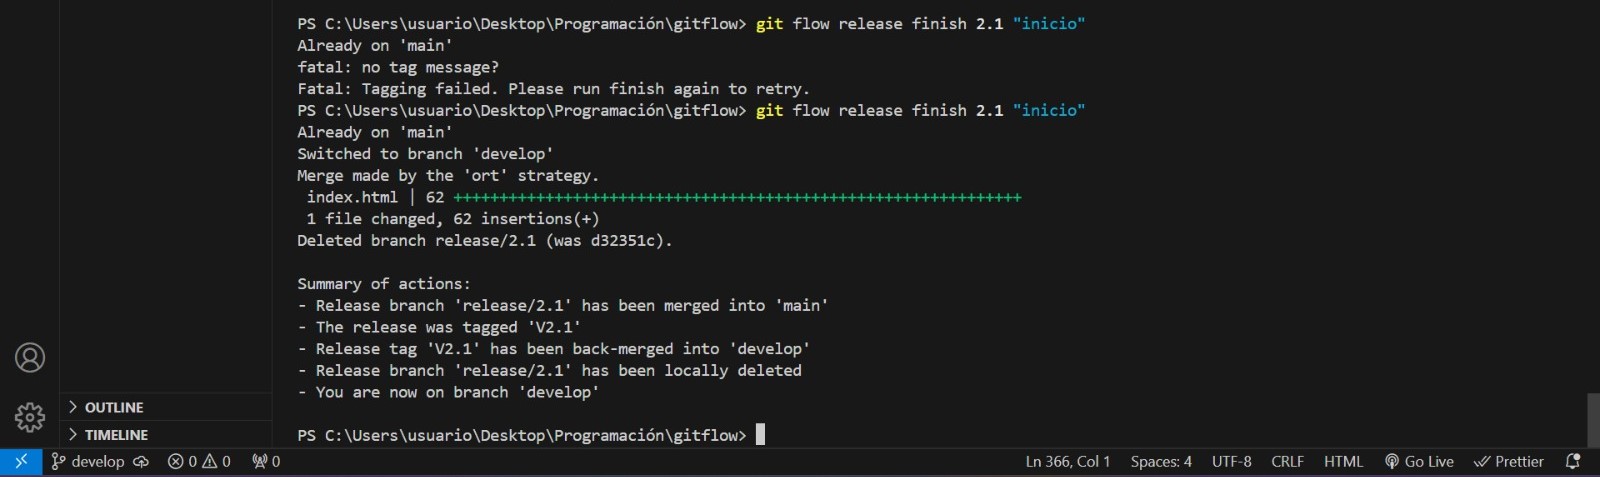 PS C:\Users\usuario\Desktop\Programación\gitflow> git flow release finish 2.1 "inicio"
Already on 'main'
fatal: no tag message?
Fatal: Tagging failed. Please run finish again to retry.
PS C:\Users\usuario\Desktop\Programación\gitflow> git flow release finish 2.1 "inicio"
Already on 'main'
Switched to branch 'develop'
Merge made by the 'ort' strategy.
index.html | 62 ++++++++++++++++++++++++++++++++++++++++++++++++++++++++++++++
1 file changed, 62 insertions(+)
Deleted branch release/2.1 (was d32351c).
Summary of actions:
- Release branch 'release/2.1' has been merged into 'main'
- The release was tagged 'V2.1'
- Release tag 'V2.1' has been back-merged into 'develop'
- Release branch 'release/2.1' has been locally deleted
- You are now on branch 'develop'
PS C:\Users\usuario\Desktop\Programación\gitflow>
OUTLINE
TIMELINE
develop 0 0 0 Ln 366, Col 1 Spaces: 4 UTF-8 CRLF HTML Go Live Prettier